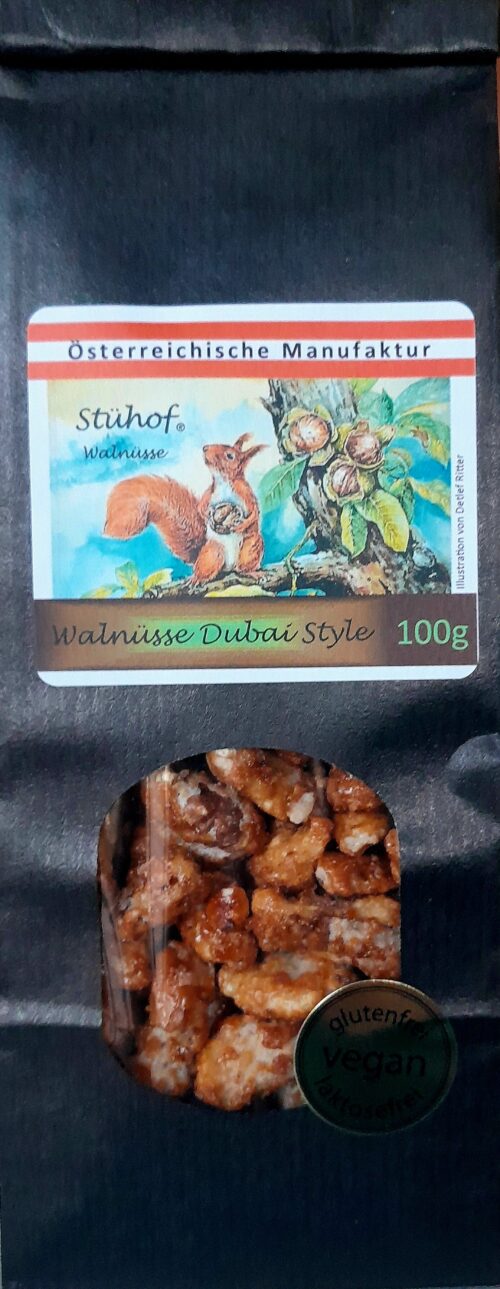 Österreichische Manufaktur
Stühof®
Walnüsse
Illustration von Detlef Ritter
Walnüsse Dubai Style 100g
glutenfrei
vegan
laktosefrei